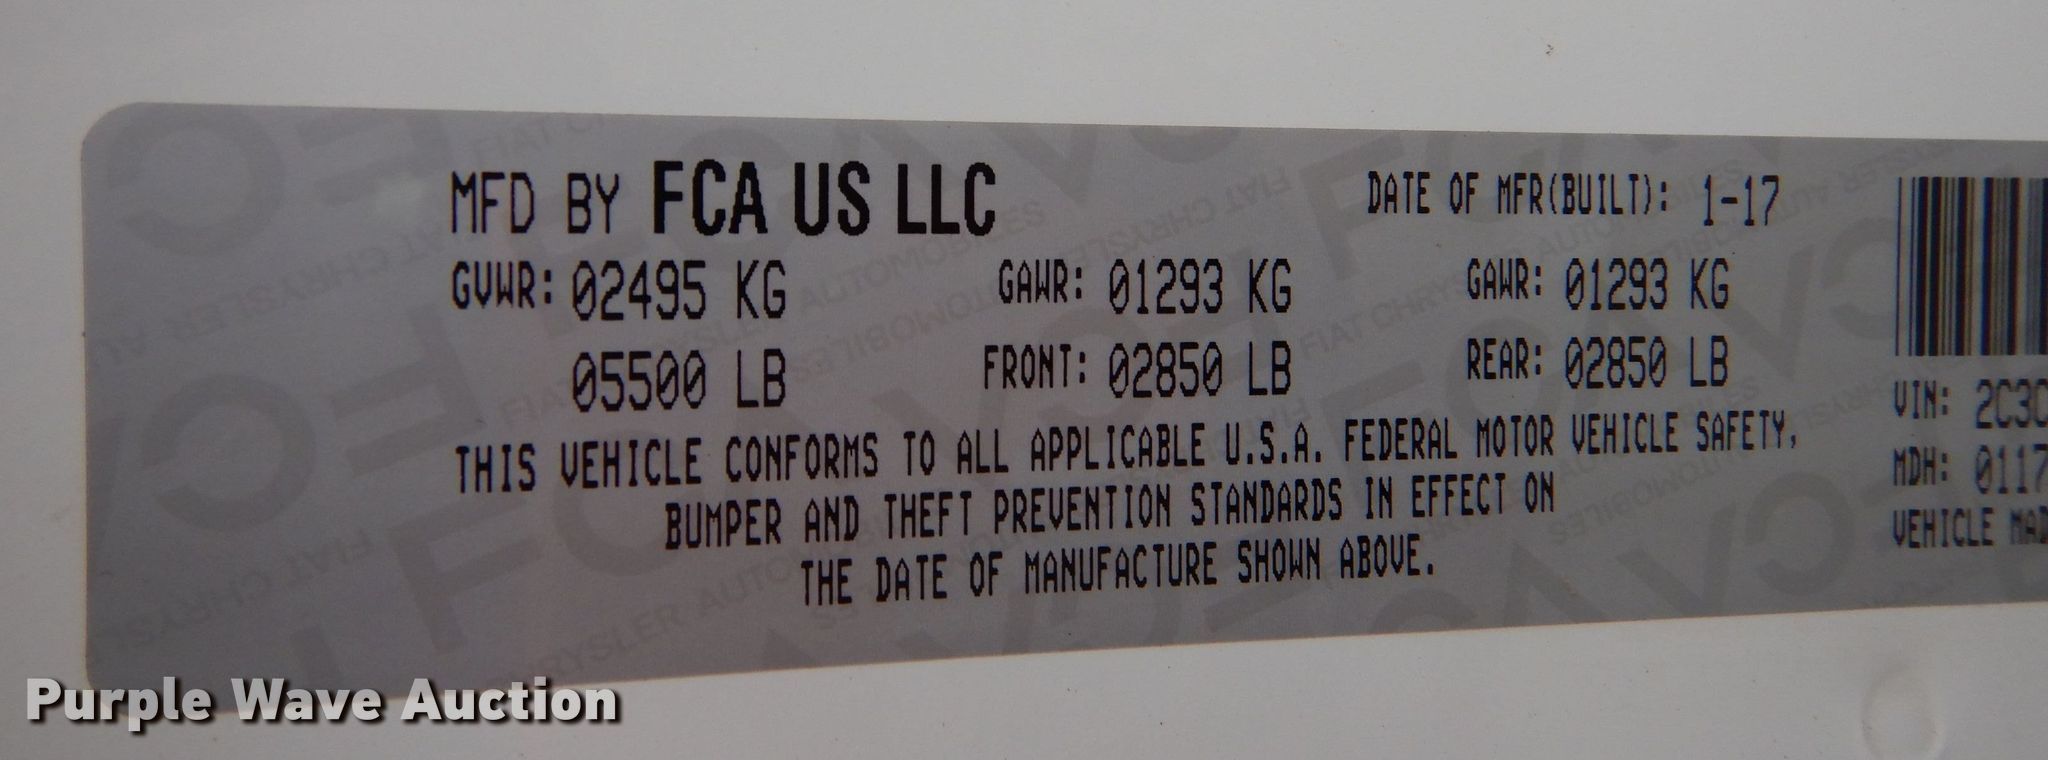 MFD BY FCA US LLC DATE OF MFR(BUILT): 1-17
GVWR: 02495 KG GAWR: 01293 KG GAWR: 01293 KG
05500 LB FRONT: 02850 LB REAR: 02850 LB
THIS VEHICLE CONFORMS TO ALL APPLICABLE U.S.A. FEDERAL MOTOR VEHICLE SAFETY,
BUMPER AND THEFT PREVENTION STANDARDS IN EFFECT ON
THE DATE OF MANUFACTURE SHOWN ABOVE.
VIN: 2C3C
MDH: 0117
VEHICLE MAD
Purple Wave Auction